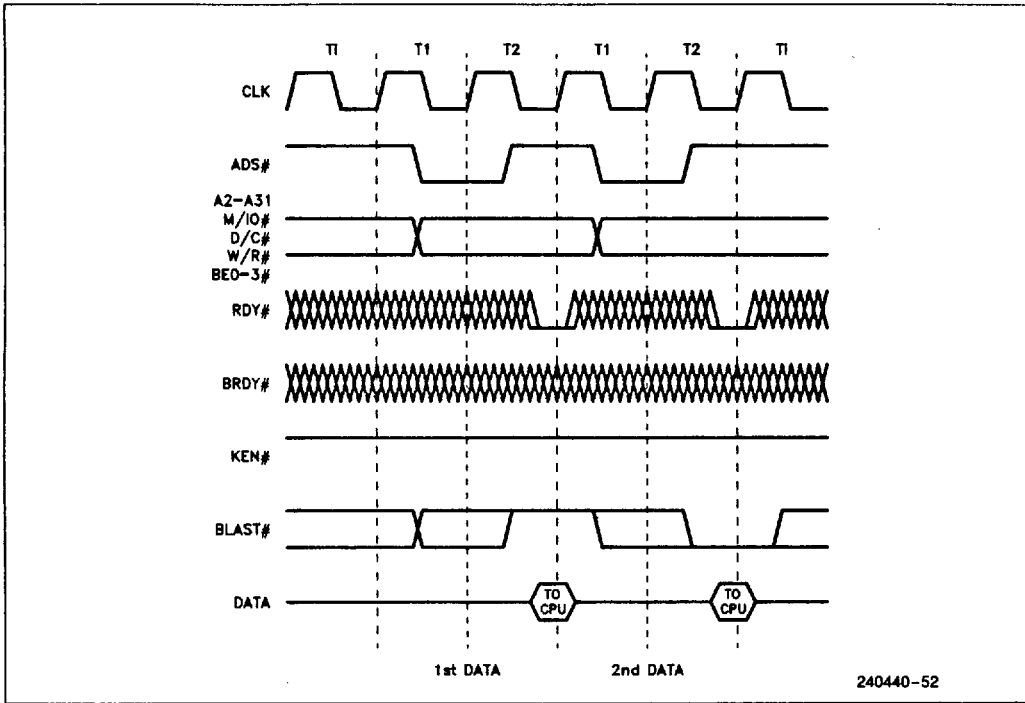 TI T1 T2 T1 T2 TI
CLK
ADS#
A2-A31
M/IO#
D/C#
W/R#
BE0-3#
RDY#
BRDY#
KEN#
BLAST#
DATA
TO
CPU
TO
CPU
1st DATA 2nd DATA
240440-52